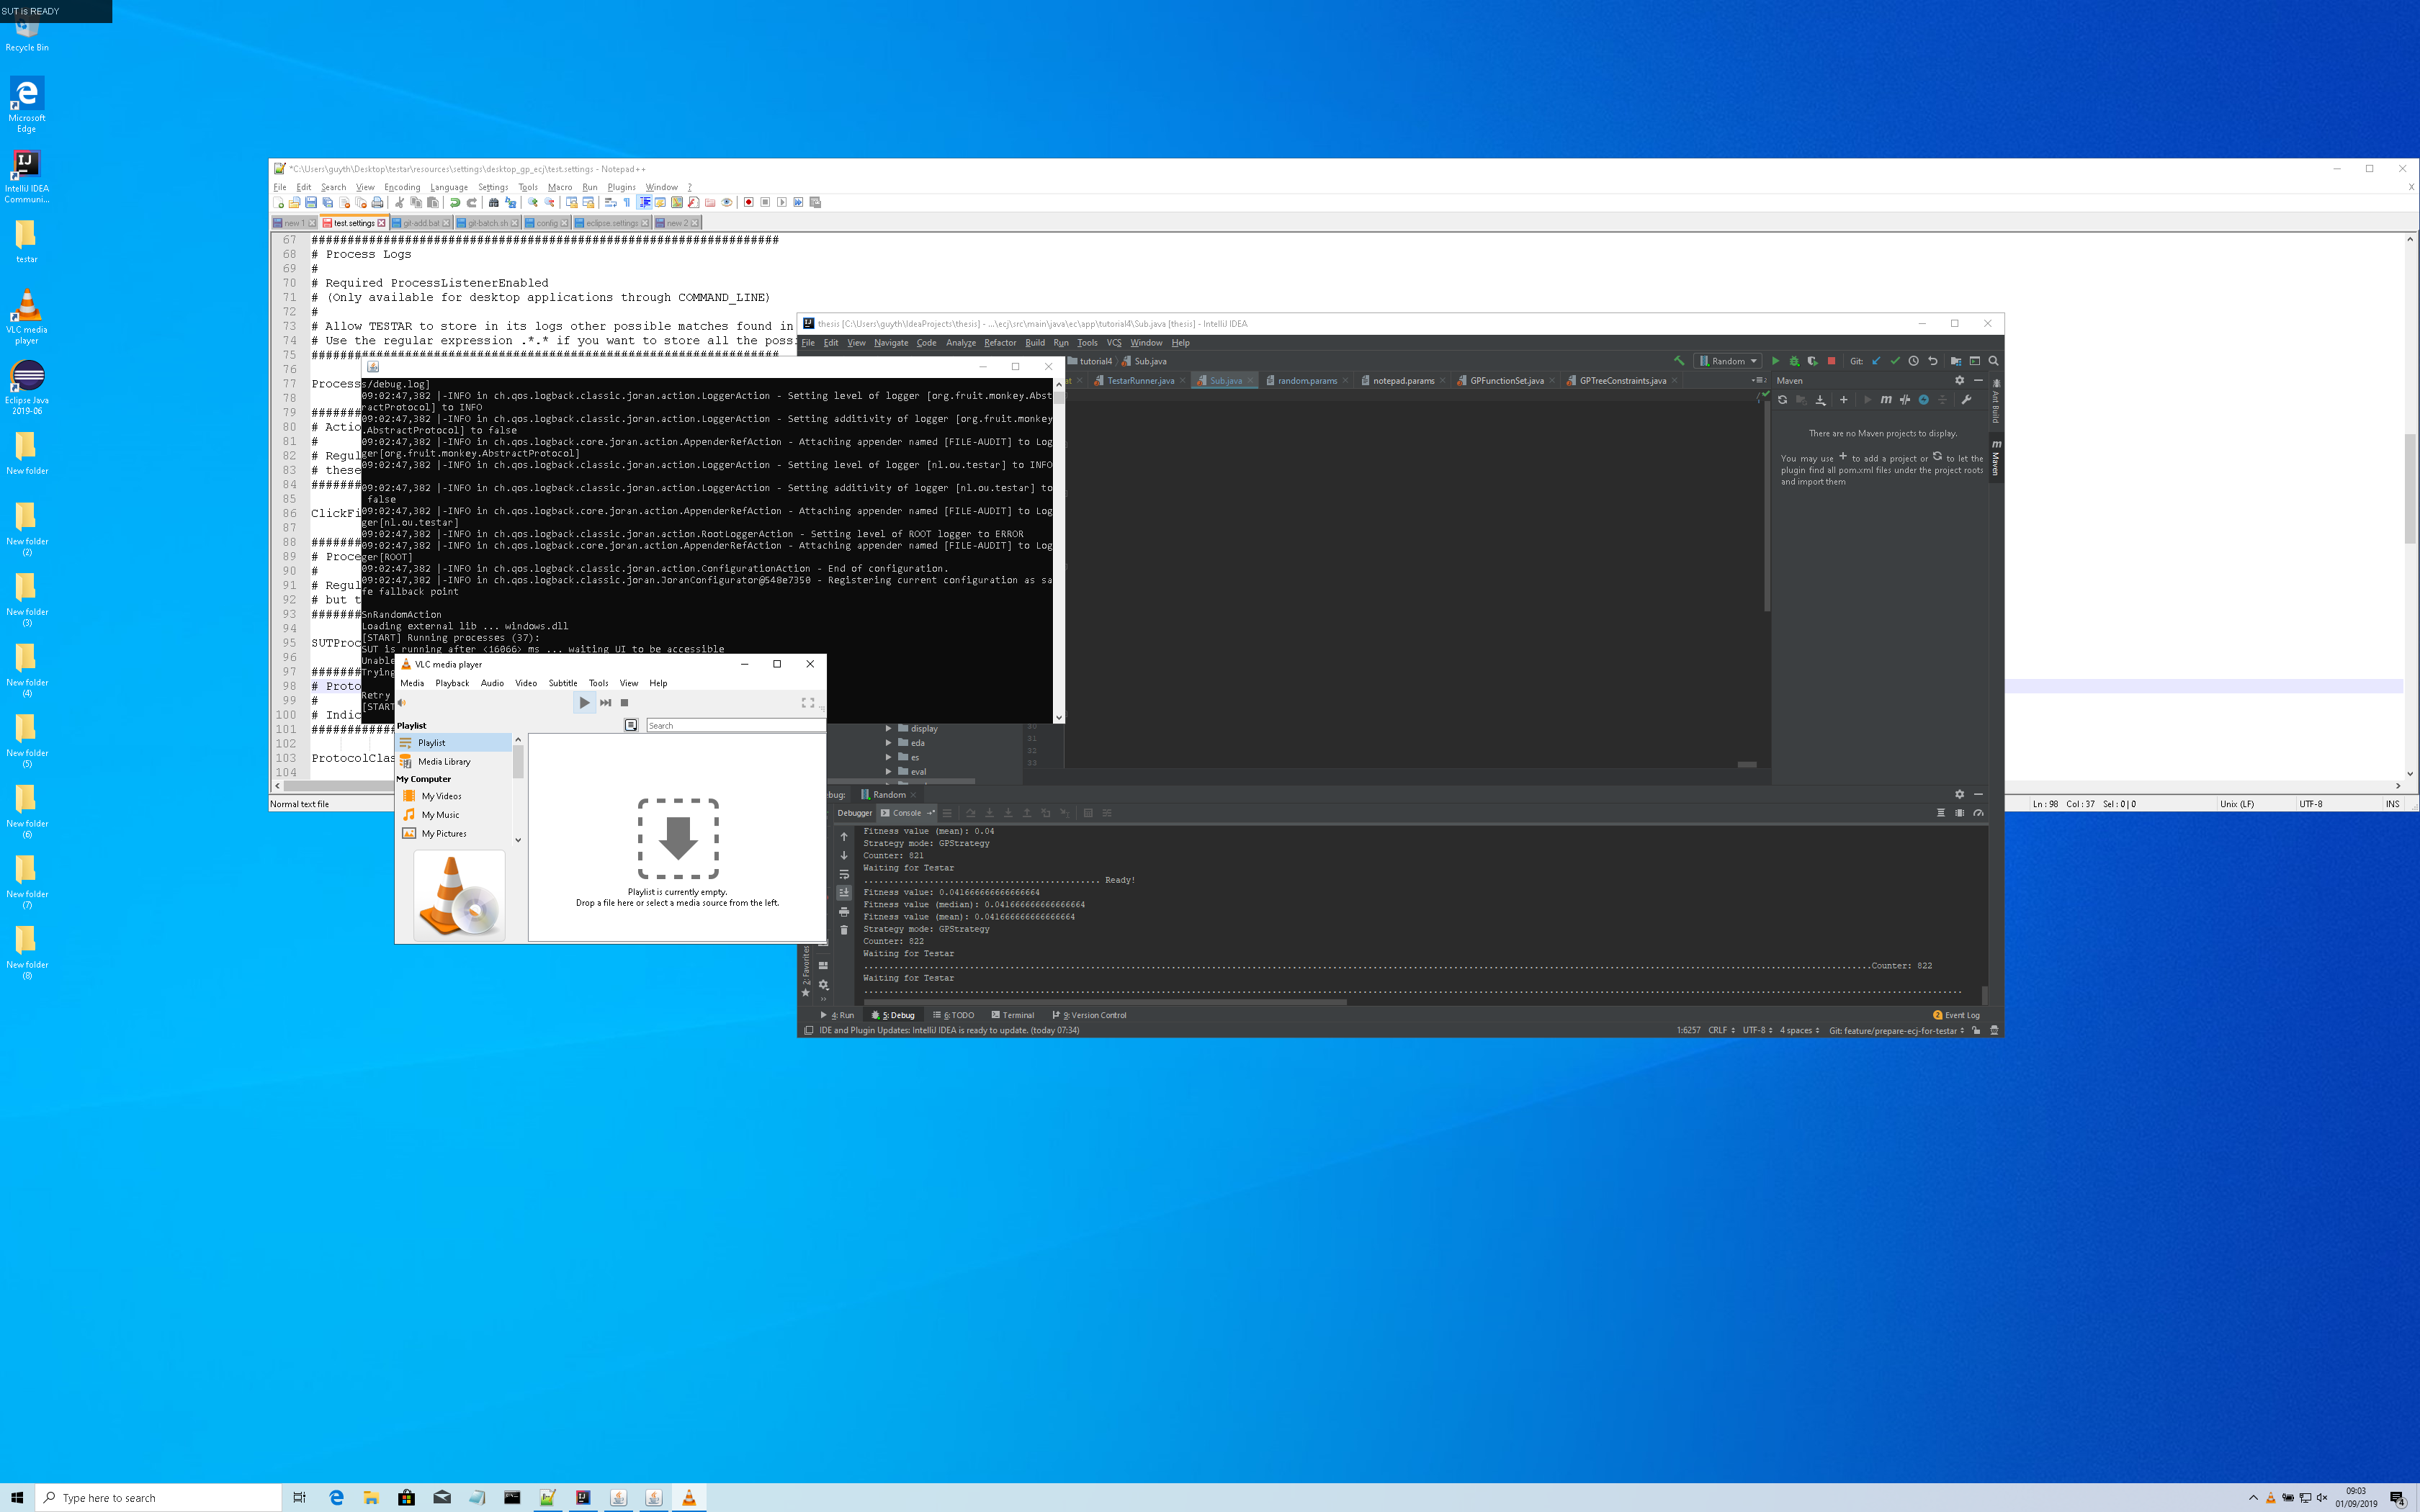 SUT is READY
Recycle Bin
Microsoft
Edge
IntelliJ IDEA
Communi...
testar
VLC media
player
Eclipse Java
2019-06
New folder
New folder
(2)
New folder
(3)
New folder
(4)
New folder
(5)
New folder
(6)
New folder
(7)
New folder
(8)
*C:\Users\guyth\Desktop\testar\resources\settings\desktop_gp_ecj\test.settings - Notepad++
File Edit Search View Encoding Language Settings Tools Macro Run Plugins Window ?
new 1 test.settings git-add.bat git-batch.sh config eclipse.settings new 2
67 #################################################################
68 # Process Logs
69 #
70 # Required ProcessListenerEnabled
71 # (Only available for desktop applications through COMMAND_LINE)
72 #
73 # Allow TESTAR to store in its logs other possible matches found in
74 # Use the regular expression .*.* if you want to store all the possi
75 #################################################################
76
77 Process
78
79 #######
80 # Actio
81 #
82 # Regul
83 # these
84 #######
85
86 ClickFi
87
88 #######
89 # Proce
90 #
91 # Regul
92 # but t
93 #######
94
95 SUTProc
96
97 #######
98 # Proto
99 #
100 # Indic
101 ############
102
103 ProtocolClas
104
Normal text file
Ln : 98 Col : 37 Sel : 0 | 0
Unix (LF)
UTF-8
INS
s/debug.log]
09:02:47,382 |-INFO in ch.qos.logback.classic.joran.action.LoggerAction - Setting level of logger [org.fruit.monkey.Abst
ractProtocol] to INFO
09:02:47,382 |-INFO in ch.qos.logback.classic.joran.action.LoggerAction - Setting additivity of logger [org.fruit.monkey
.AbstractProtocol] to false
09:02:47,382 |-INFO in ch.qos.logback.core.joran.action.AppenderRefAction - Attaching appender named [FILE-AUDIT] to Log
ger[org.fruit.monkey.AbstractProtocol]
09:02:47,382 |-INFO in ch.qos.logback.classic.joran.action.LoggerAction - Setting level of logger [nl.ou.testar] to INFO
09:02:47,382 |-INFO in ch.qos.logback.classic.joran.action.LoggerAction - Setting additivity of logger [nl.ou.testar] to
false
09:02:47,382 |-INFO in ch.qos.logback.core.joran.action.AppenderRefAction - Attaching appender named [FILE-AUDIT] to Log
ger[nl.ou.testar]
09:02:47,382 |-INFO in ch.qos.logback.classic.joran.action.RootLoggerAction - Setting level of ROOT logger to ERROR
09:02:47,382 |-INFO in ch.qos.logback.core.joran.action.AppenderRefAction - Attaching appender named [FILE-AUDIT] to Log
ger[ROOT]
09:02:47,382 |-INFO in ch.qos.logback.classic.joran.action.ConfigurationAction - End of configuration.
09:02:47,382 |-INFO in ch.qos.logback.classic.joran.JoranConfigurator@548e7350 - Registering current configuration as sa
fe fallback point
SnRandomAction
Loading external lib ... windows.dll
[START] Running processes (37):
SUT is running after <16066> ms ... waiting UI to be accessible
Unable
Trying
Retry
[START
VLC media player
Media Playback Audio Video Subtitle Tools View Help
Playlist
Search
Playlist
Media Library
My Computer
My Videos
My Music
My Pictures
Playlist is currently empty.
Drop a file here or select a media source from the left.
thesis [C:\Users\guyth\IdeaProjects\thesis] - ...\ecj\src\main\java\ec\app\tutorial4\Sub.java [thesis] - IntelliJ IDEA
File Edit View Navigate Code Analyze Refactor Build Run Tools VCS Window Help
tutorial4 Sub.java
Random
Git:
at TestarRunner.java Sub.java random.params notepad.params GPFunctionSet.java GPTreeConstraints.java
Maven
There are no Maven projects to display.
You may use + to add a project or to let the
plugin find all pom.xml files under the project roots
and import them
Ant Build
Maven
display
eda
es
eval
31
32
33
bug: Random
Debugger Console
Fitness value (mean): 0.04
Strategy mode: GPStrategy
Counter: 821
Waiting for Testar
............................................... Ready!
Fitness value: 0.041666666666666664
Fitness value (median): 0.041666666666666664
Fitness value (mean): 0.041666666666666664
Strategy mode: GPStrategy
Counter: 822
Waiting for Testar
...Counter: 822
Waiting for Testar
2: Favorites
4: Run 5: Debug 6: TODO Terminal 9: Version Control
2 Event Log
IDE and Plugin Updates: IntelliJ IDEA is ready to update. (today 07:34)
1:6257 CRLF UTF-8 4 spaces Git: feature/prepare-ecj-for-testar
Type here to search
09:03
01/09/2019
4